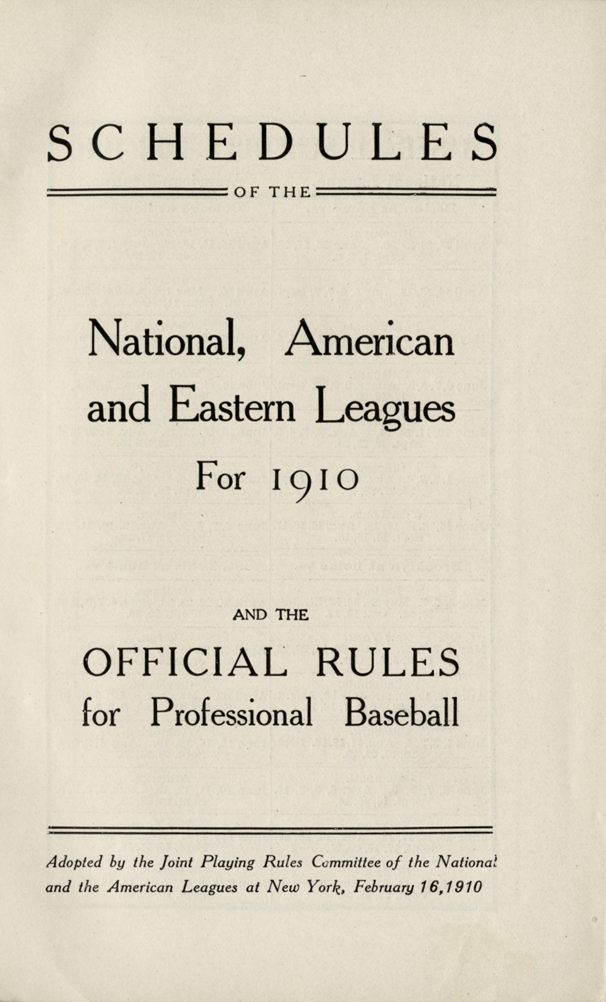 SCHEDULES
OF THE
National, American
and Eastern Leagues
For 1910
AND THE
OFFICIAL RULES
for Professional Baseball
Adopted by the Joint Playing Rules Committee of the National
and the American Leagues at New York, February 16, 1910